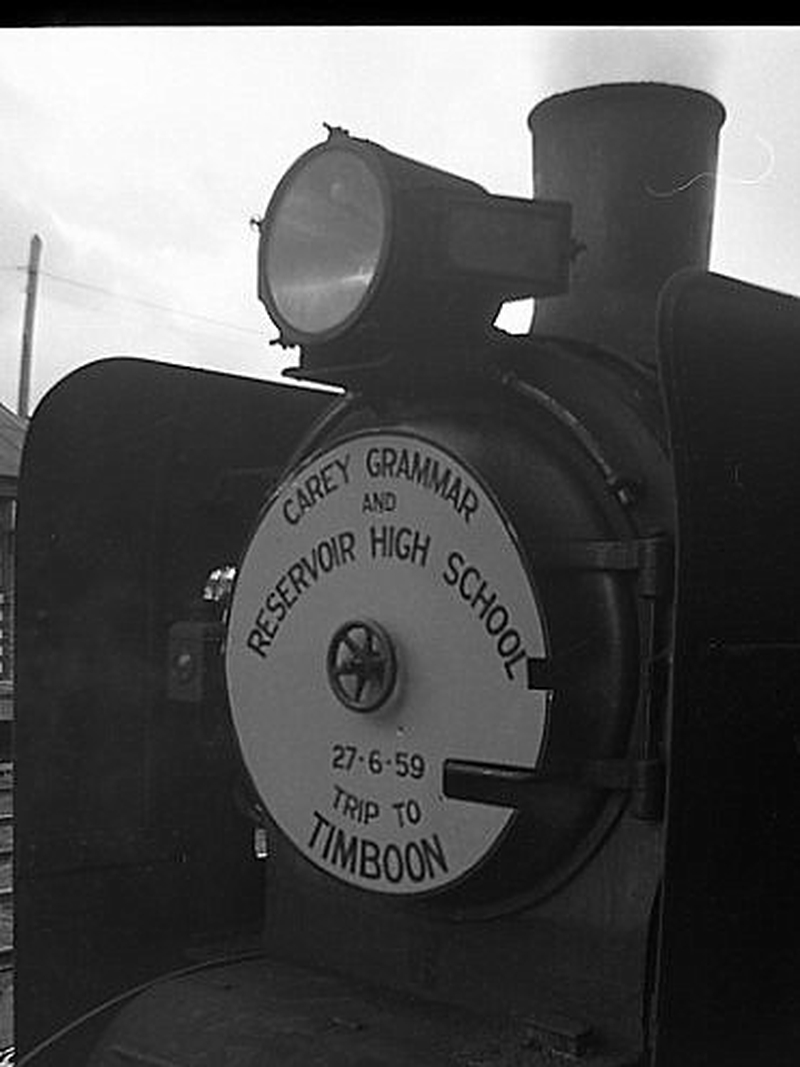 CAREY GRAMMAR
AND
RESERVOIR HIGH SCHOOL
27-6-59
TRIP TO
TIMBOON